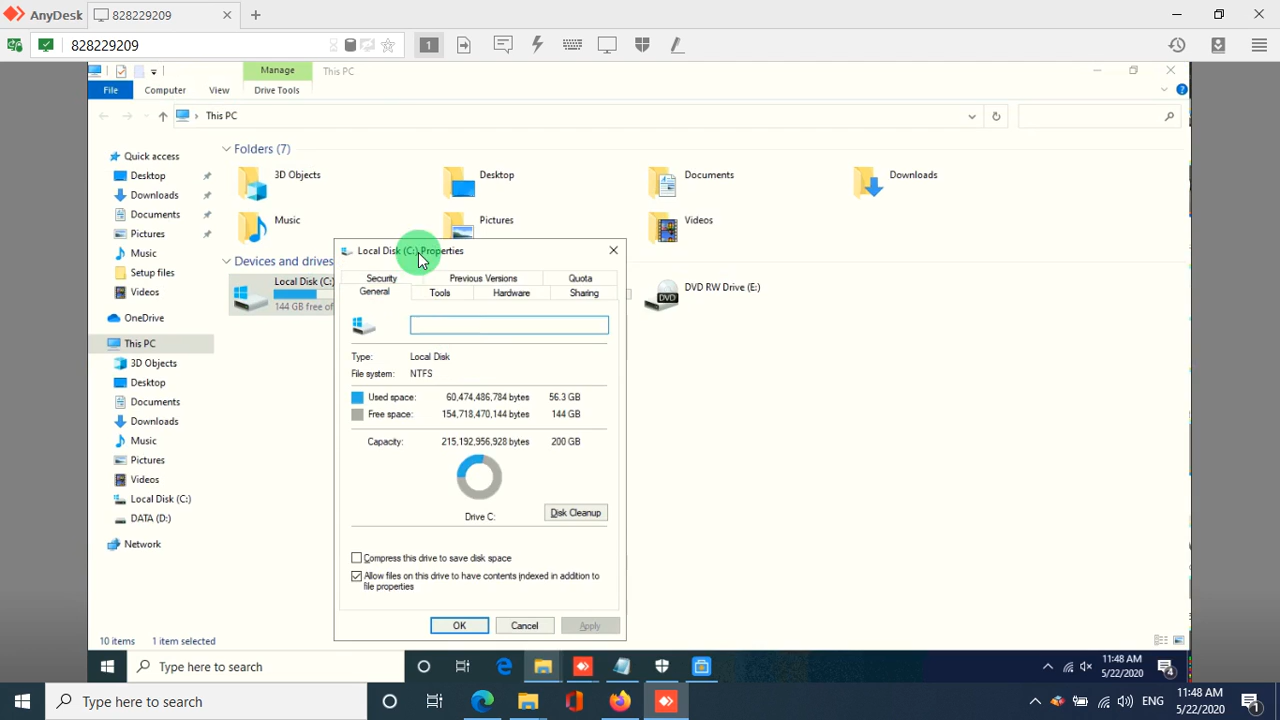 AnyDesk
828229209
828229209
1
Manage
This PC
File
Computer
View
Drive Tools
This PC
Quick access
Desktop
Downloads
Documents
Pictures
Music
Setup files
Videos
OneDrive
This PC
3D Objects
Desktop
Documents
Downloads
Music
Pictures
Videos
Local Disk (C:)
DATA (D:)
Network
Folders (7)
3D Objects
Desktop
Documents
Downloads
Music
Pictures
Videos
Devices and drives
Local Disk (C:)
144 GB free of
DVD
DVD RW Drive (E:)
Local Disk (C:) Properties
Security
Previous Versions
Quota
General
Tools
Hardware
Sharing
Type: Local Disk
File system: NTFS
Used space: 60,474,486,784 bytes 56.3 GB
Free space: 154,718,470,144 bytes 144 GB
Capacity: 215,192,956,928 bytes 200 GB
Drive C:
Disk Cleanup
Compress this drive to save disk space
Allow files on this drive to have contents indexed in addition to
file properties
OK
Cancel
Apply
10 items
1 item selected
Type here to search
11:48 AM
5/22/2020
4
Type here to search
ENG
11:48 AM
5/22/2020
1